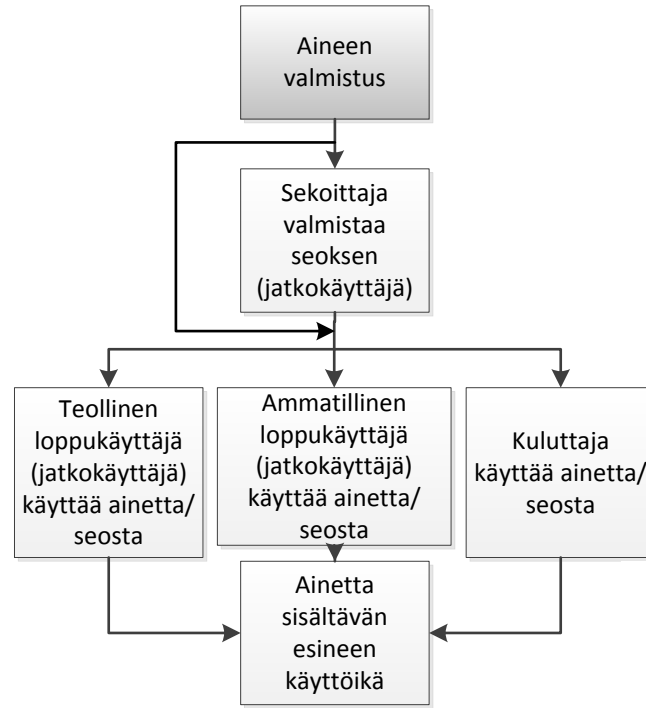 Aineen
valmistus
Sekoittaja
valmistaa
seoksen
(jatkokäyttäjä)
Teollinen
loppukäyttäjä
(jatkokäyttäjä)
käyttää ainetta/
seosta
Ammatillinen
loppukäyttäjä
(jatkokäyttäjä)
käyttää ainetta/
seosta
Kuluttaja
käyttää ainetta/
seosta
Ainetta
sisältävän
esineen
käyttöikä